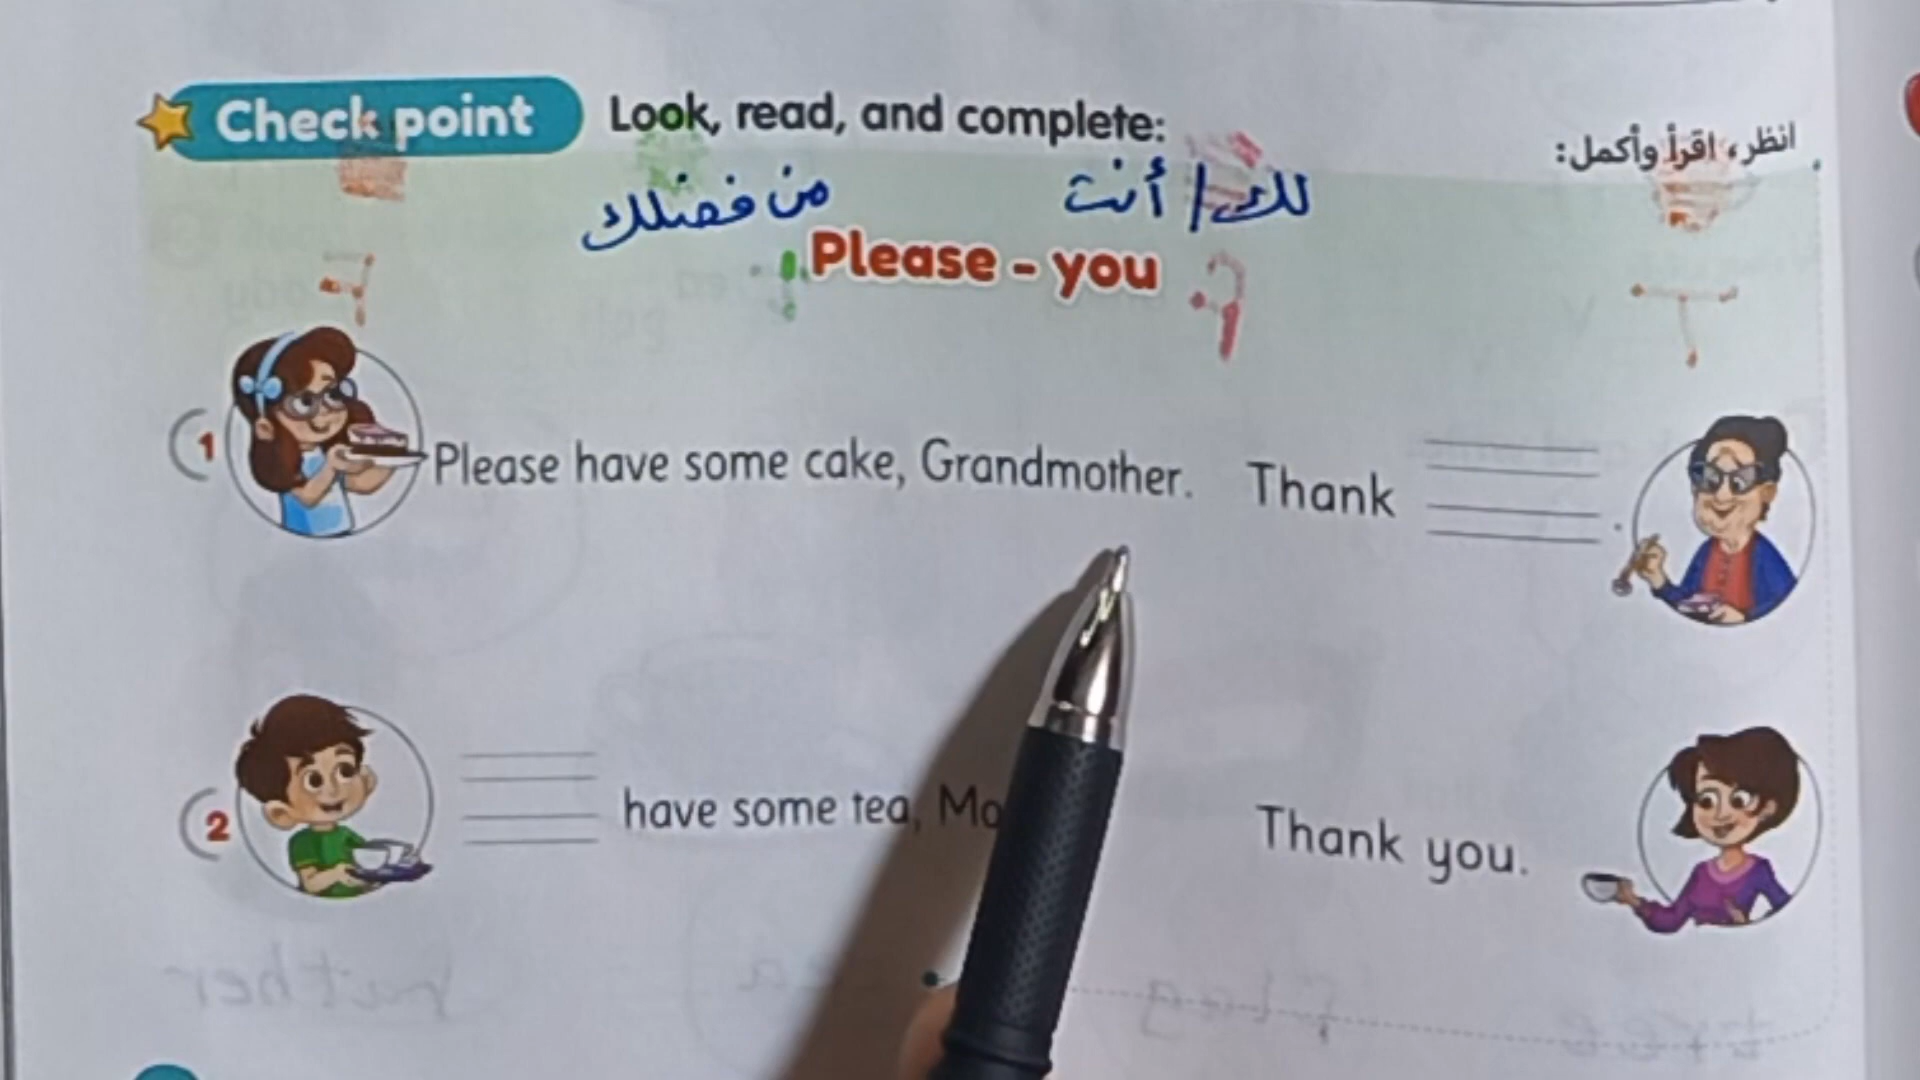 Check point Look, read, and complete: انظر، اقرأ وأكمل:
من فضلك لك / أنت
Please - you
1 Please have some cake, Grandmother. Thank .
2 have some tea, Thank you.